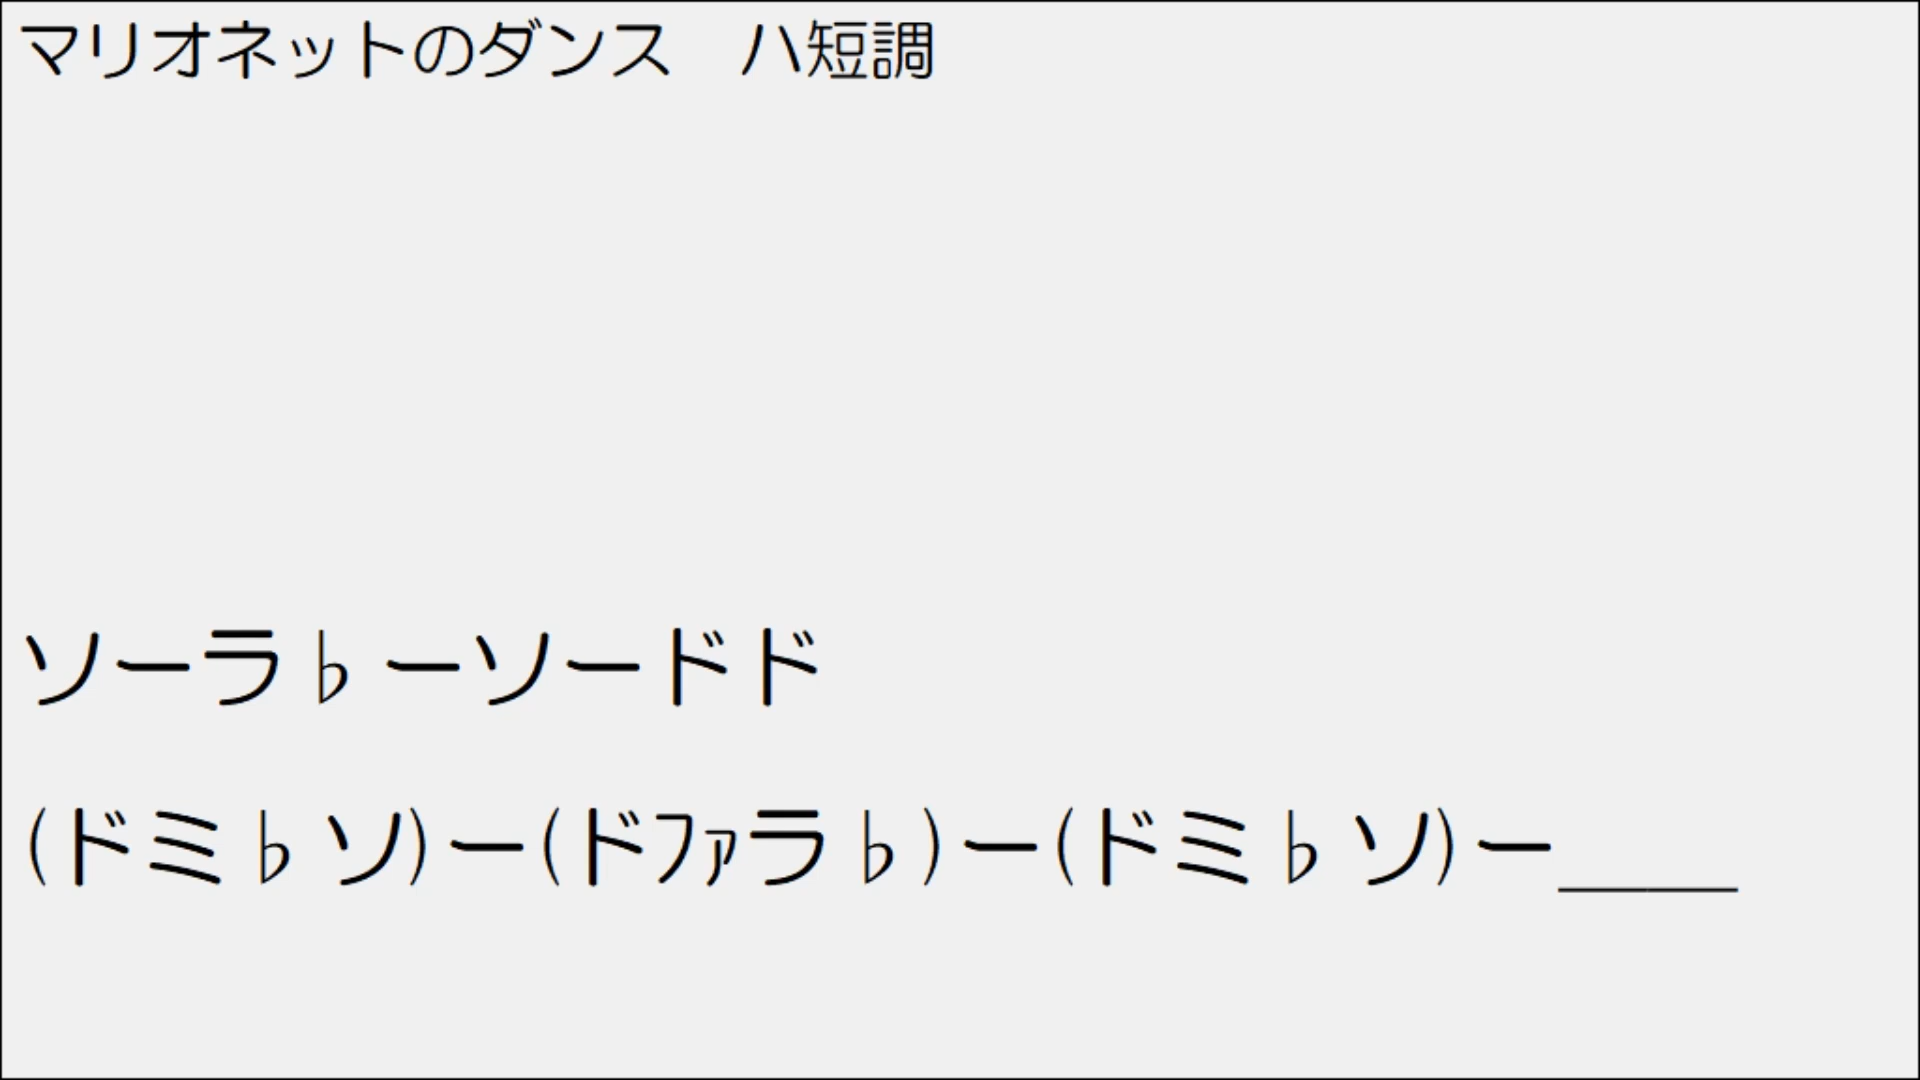 マリオネットのダンス　ハ短調
ソーラ♭ーソードド
(ドミ♭ソ)ー(ドファラ♭)ー(ドミ♭ソ)ー＿＿